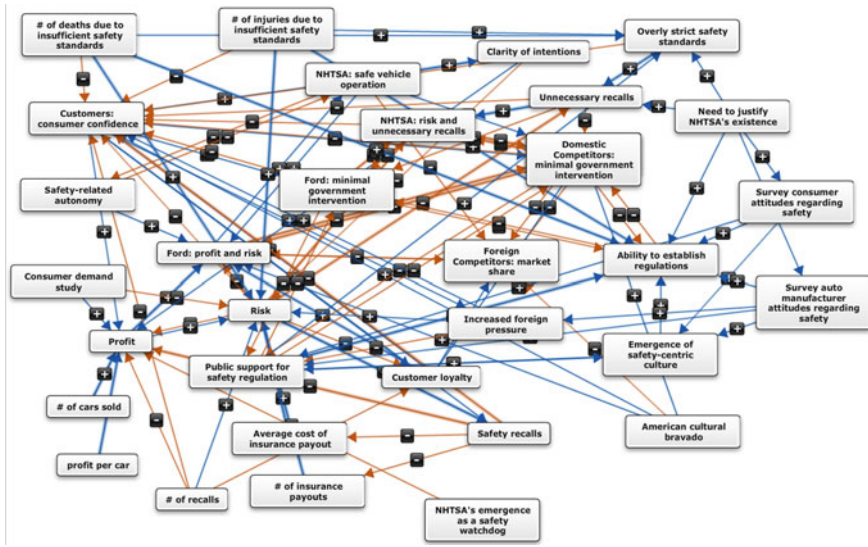 # of deaths due to
insufficient safety
standards
# of injuries due to
insufficient safety
standards
Overly strict safety
standards
Clarity of intentions
NHTSA: safe vehicle
operation
Unnecessary recalls
Customers:
consumer confidence
NHTSA: risk and
unnecessary recalls
Need to justify
NHTSA's existence
Domestic
Competitors:
minimal government
intervention
Safety-related
autonomy
Ford: minimal
government
intervention
Survey consumer
attitudes regarding
safety
Ford: profit and risk
Foreign
Competitors: market
share
Ability to establish
regulations
Consumer demand
study
Survey auto
manufacturer
attitudes regarding
safety
Risk
Increased foreign
pressure
Profit
Emergence of
safety-centric
culture
Public support for
safety regulation
Customer loyalty
# of cars sold
American cultural
bravado
Average cost of
insurance payout
Safety recalls
profit per car
# of insurance
payouts
# of recalls
NHTSA's emergence
as a safety
watchdog